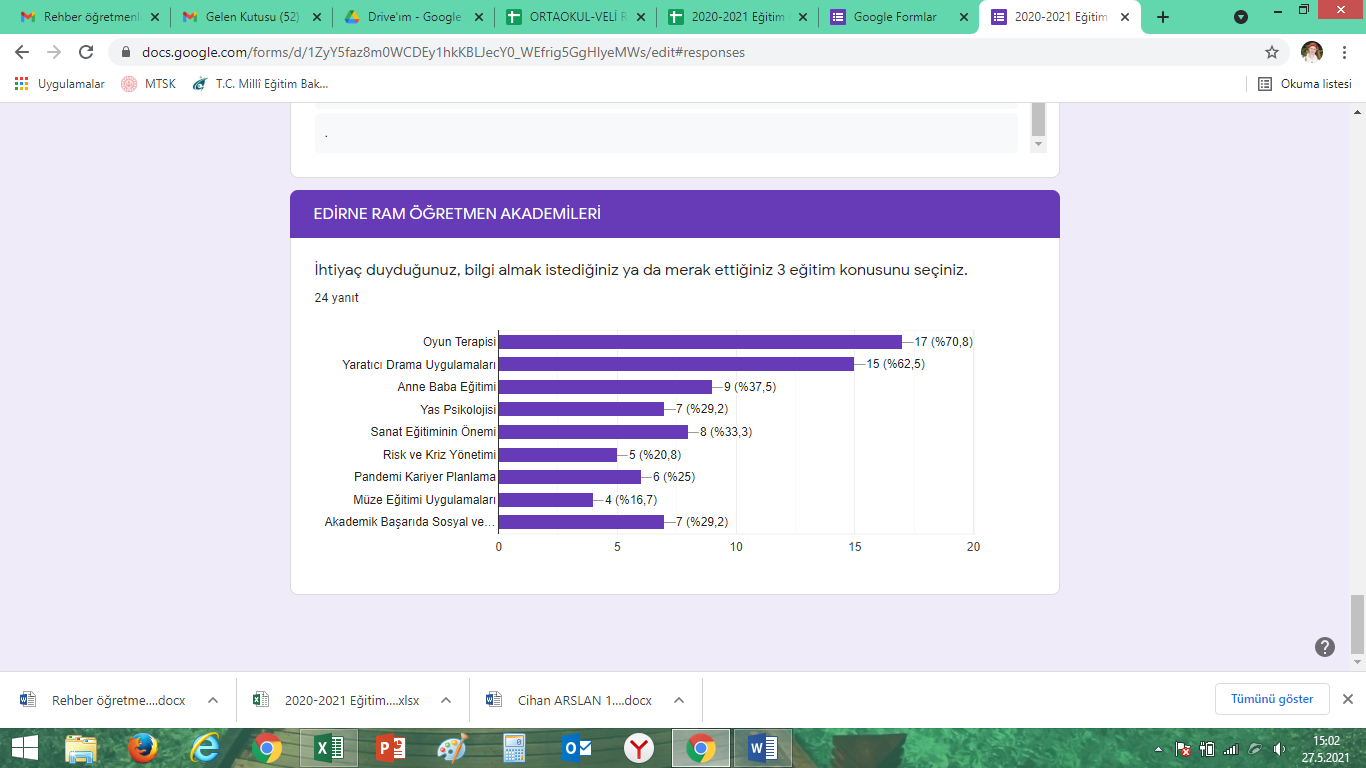 Rehber öğretmenl
Gelen Kutusu (52)
Drive'ım - Google
ORTAOKUL-VELİ R
2020-2021 Eğitim
Google Formlar
2020-2021 Eğitim
docs.google.com/forms/d/1ZyY5faz8m0WCDEy1hkKBLJecY0_WEfrig5GgHlyeMWs/edit#responses
Uygulamalar
MTSK
T.C. Millî Eğitim Bak...
Okuma listesi
.
EDİRNE RAM ÖĞRETMEN AKADEMİLERİ
İhtiyaç duyduğunuz, bilgi almak istediğiniz ya da merak ettiğiniz 3 eğitim konusunu seçiniz.
24 yanıt
Oyun Terapisi 17 (%70,8)
Yaratıcı Drama Uygulamaları 15 (%62,5)
Anne Baba Eğitimi 9 (%37,5)
Yas Psikolojisi 7 (%29,2)
Sanat Eğitiminin Önemi 8 (%33,3)
Risk ve Kriz Yönetimi 5 (%20,8)
Pandemi Kariyer Planlama 6 (%25)
Müze Eğitimi Uygulamaları 4 (%16,7)
Akademik Başarıda Sosyal ve... 7 (%29,2)
0 5 10 15 20
Rehber öğretme....docx
2020-2021 Eğitim....xlsx
Cihan ARSLAN 1....docx
Tümünü göster
15:02
27.5.2021